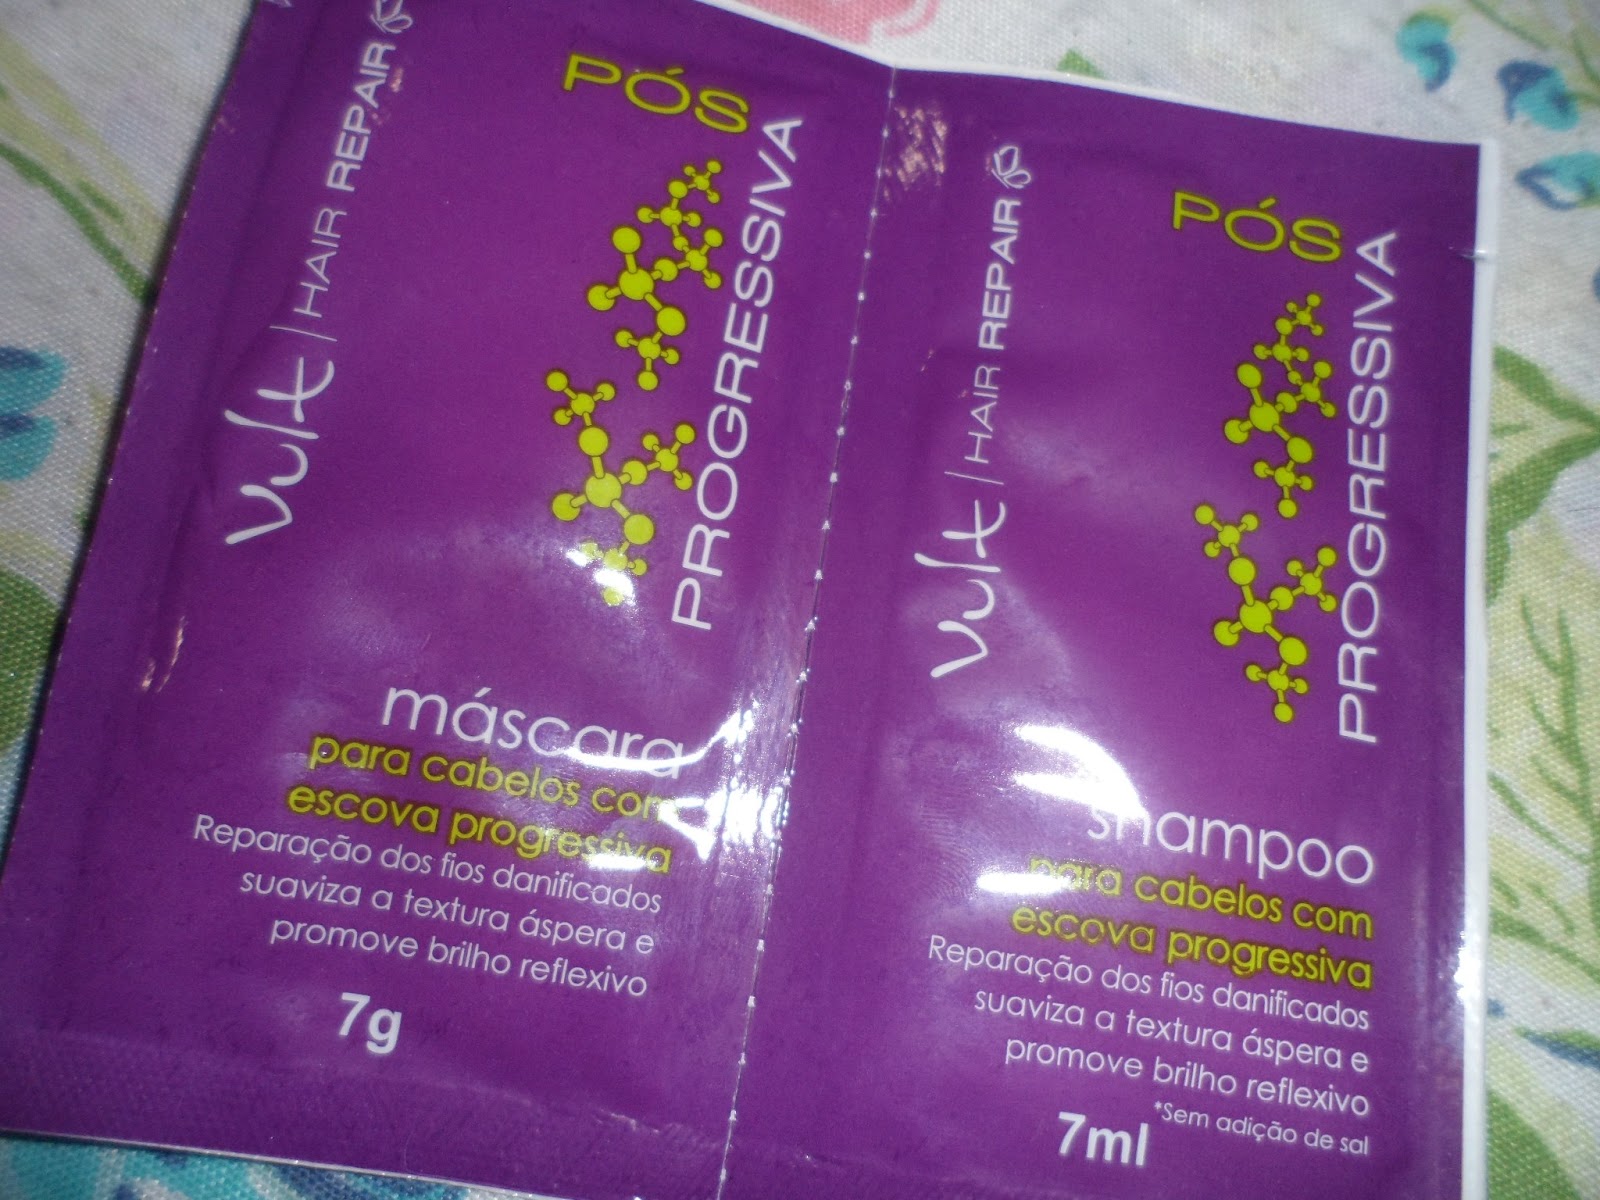 Vult | HAIR REPAIR
PÓS
PROGRESSIVA
máscara
para cabelos com
escova progressiva
Reparação dos fios danificados
suaviza a textura áspera e
promove brilho reflexivo
7g
Vult | HAIR REPAIR
PÓS
PROGRESSIVA
shampoo
para cabelos com
escova progressiva
Reparação dos fios danificados
suaviza a textura áspera e
promove brilho reflexivo
*Sem adição de sal
7ml